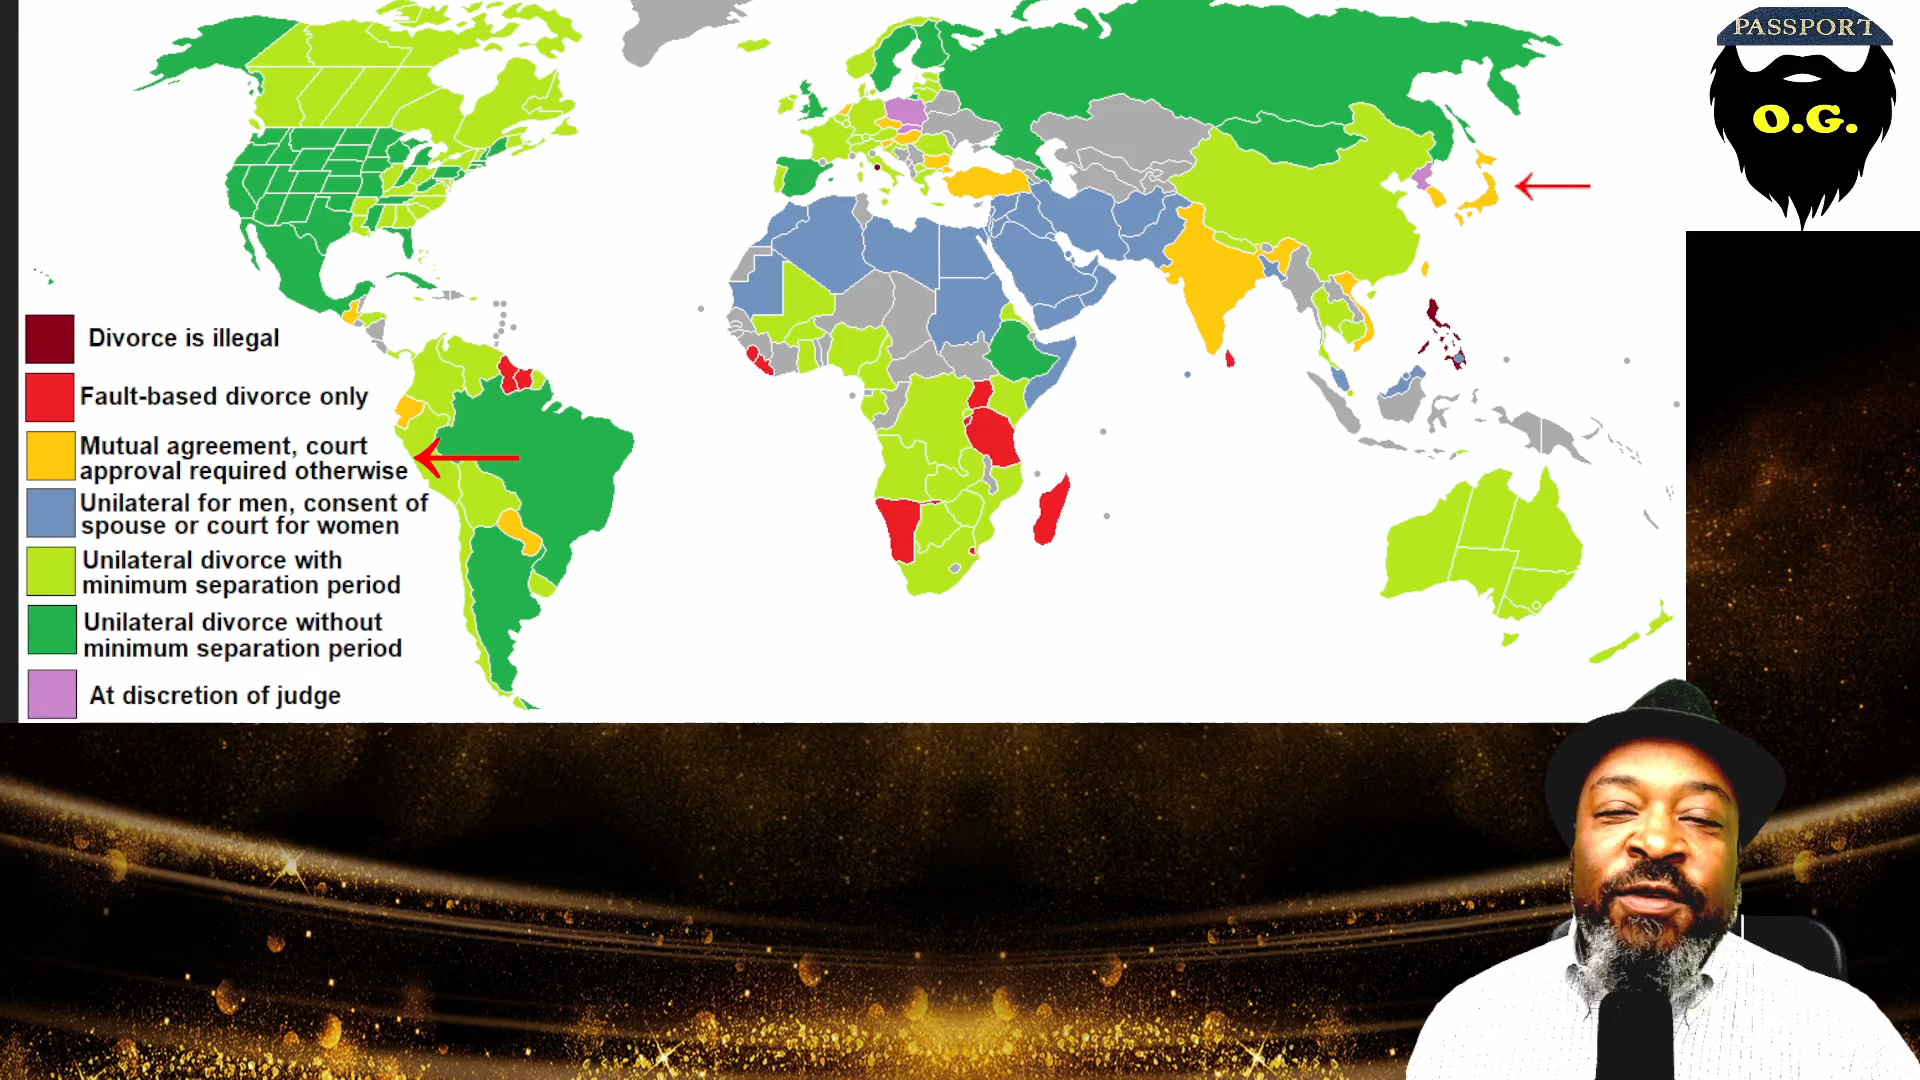 PASSPORT
O.G.
Divorce is illegal
Fault-based divorce only
Mutual agreement, court
approval required otherwise
Unilateral for men, consent of
spouse or court for women
Unilateral divorce with
minimum separation period
Unilateral divorce without
minimum separation period
At discretion of judge